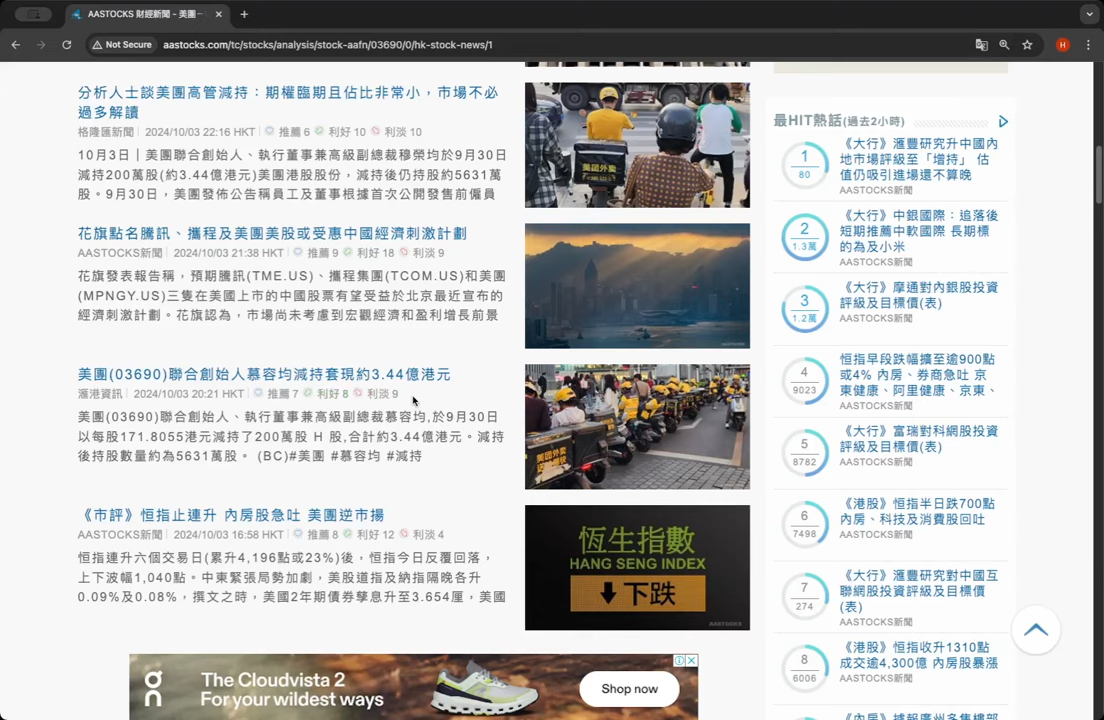 AASTOCKS 財經新聞 - 美團
Not Secure
aastocks.com/tc/stocks/analysis/stock-aafn/03690/0/hk-stock-news/1
H
分析人士談美團高管減持：期權臨期且佔比非常小，市場不必
過多解讀
格隆匯新聞 2024/10/03 22:16 HKT 推薦 6 利好 10 利淡 10
10月3日｜美團聯合創始人、執行董事兼高級副總裁穆榮均於9月30日
減持200萬股(約3.44億港元)美團港股股份，減持後仍持股約5631萬
股。9月30日，美團發佈公告稱員工及董事根據首次公開發售前僱員
美团外卖
花旗點名騰訊、攜程及美團美股或受惠中國經濟刺激計劃
AASTOCKS新聞 2024/10/03 21:38 HKT 推薦 9 利好 18 利淡 9
花旗發表報告稱，預期騰訊(TME.US)、攜程集團(TCOM.US)和美團
(MPNGY.US)三隻在美國上市的中國股票有望受益於北京最近宣布的
經濟刺激計劃。花旗認為，市場尚未考慮到宏觀經濟和盈利增長前景
AASTOCKS
美團(03690)聯合創始人慕容均減持套現約3.44億港元
滙港資訊 2024/10/03 20:21 HKT 推薦 7 利好 8 利淡 9
美團(03690)聯合創始人、執行董事兼高級副總裁慕容均,於9月30日
以每股171.8055港元減持了200萬股 H 股,合計約3.44億港元。減持
後持股數量約為5631萬股。 (BC)#美團 #慕容均 #減持
美团外卖
《市評》恒指止連升 內房股急吐 美團逆市揚
AASTOCKS新聞 2024/10/03 16:58 HKT 推薦 8 利好 12 利淡 4
恒指連升六個交易日(累升4,196點或23%)後，恒指今日反覆回落，
上下波幅1,040點。中東緊張局勢加劇，美股道指及納指隔晚各升
0.09%及0.08%，撰文之時，美國2年期債券孳息升至3.654厘，美國
恆生指數
HANG SENG INDEX
下跌
AASTOCKS
The Cloudvista 2
For your wildest ways
Shop now
最HIT熱話(過去2小時)
1
80
《大行》滙豐研究升中國內
地市場評級至「增持」 估
值仍吸引進場還不算晚
AASTOCKS新聞
2
1.3萬
《大行》中銀國際：追落後
短期推薦中軟國際 長期標
的為及小米
AASTOCKS新聞
3
1.2萬
《大行》摩通對內銀股投資
評級及目標價(表)
AASTOCKS新聞
4
9023
恒指早段跌幅擴至逾900點
或4% 內房、券商急吐 京
東健康、阿里健康、京東、
5
8782
《大行》富瑞對科網股投資
評級及目標價(表)
AASTOCKS新聞
6
7498
《港股》恒指半日跌700點
內房、科技及消費股回吐
AASTOCKS新聞
7
274
《大行》滙豐研究對中國互
聯網股投資評級及目標價
(表)
AASTOCKS新聞
8
6006
《港股》恒指收升1310點
成交逾4,300億 內房股暴漲
AASTOCKS新聞